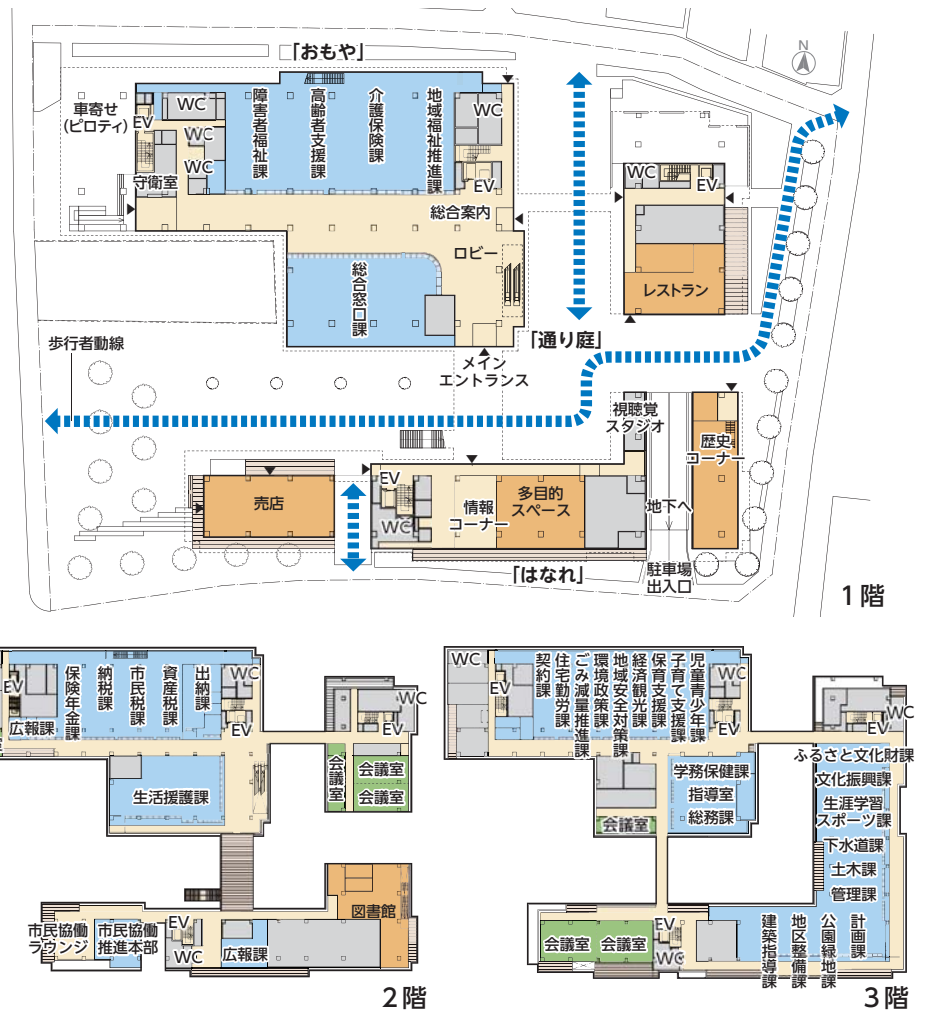 「おもや」
N
車寄せ
(ピロティ)
EV
WC
WC
WC
守衛室
障害者福祉課
高齢者支援課
介護保険課
地域福祉推進課
WC
EV
総合案内
ロビー
総合窓口課
WC
EV
レストラン
「通り庭」
歩行者動線
メイン
エントランス
視聴覚
スタジオ
歴史
コーナー
売店
EV
WC
情報
コーナー
多目的
スペース
地下へ
「はなれ」
駐車場
出入口
1階
EV
広報課
保険年金課
納税課
市民税課
資産税課
出納課
WC
EV
WC
EV
生活援護課
会議室
会議室
会議室
図書館
市民協働
ラウンジ
市民協働
推進本部
EV
WC
広報課
2階
WC
EV
契約課
住宅勤労課
ごみ減量推進課
環境政策課
地域安全対策課
経済観光課
保育支援課
子育て支援課
児童青少年課
WC
EV
WC
EV
ふるさと文化財課
文化振興課
生涯学習
スポーツ課
下水道課
土木課
管理課
学務保健課
指導室
総務課
会議室
会議室
会議室
EV
WC
建築指導課
地区整備課
公園緑地課
計画課
3階